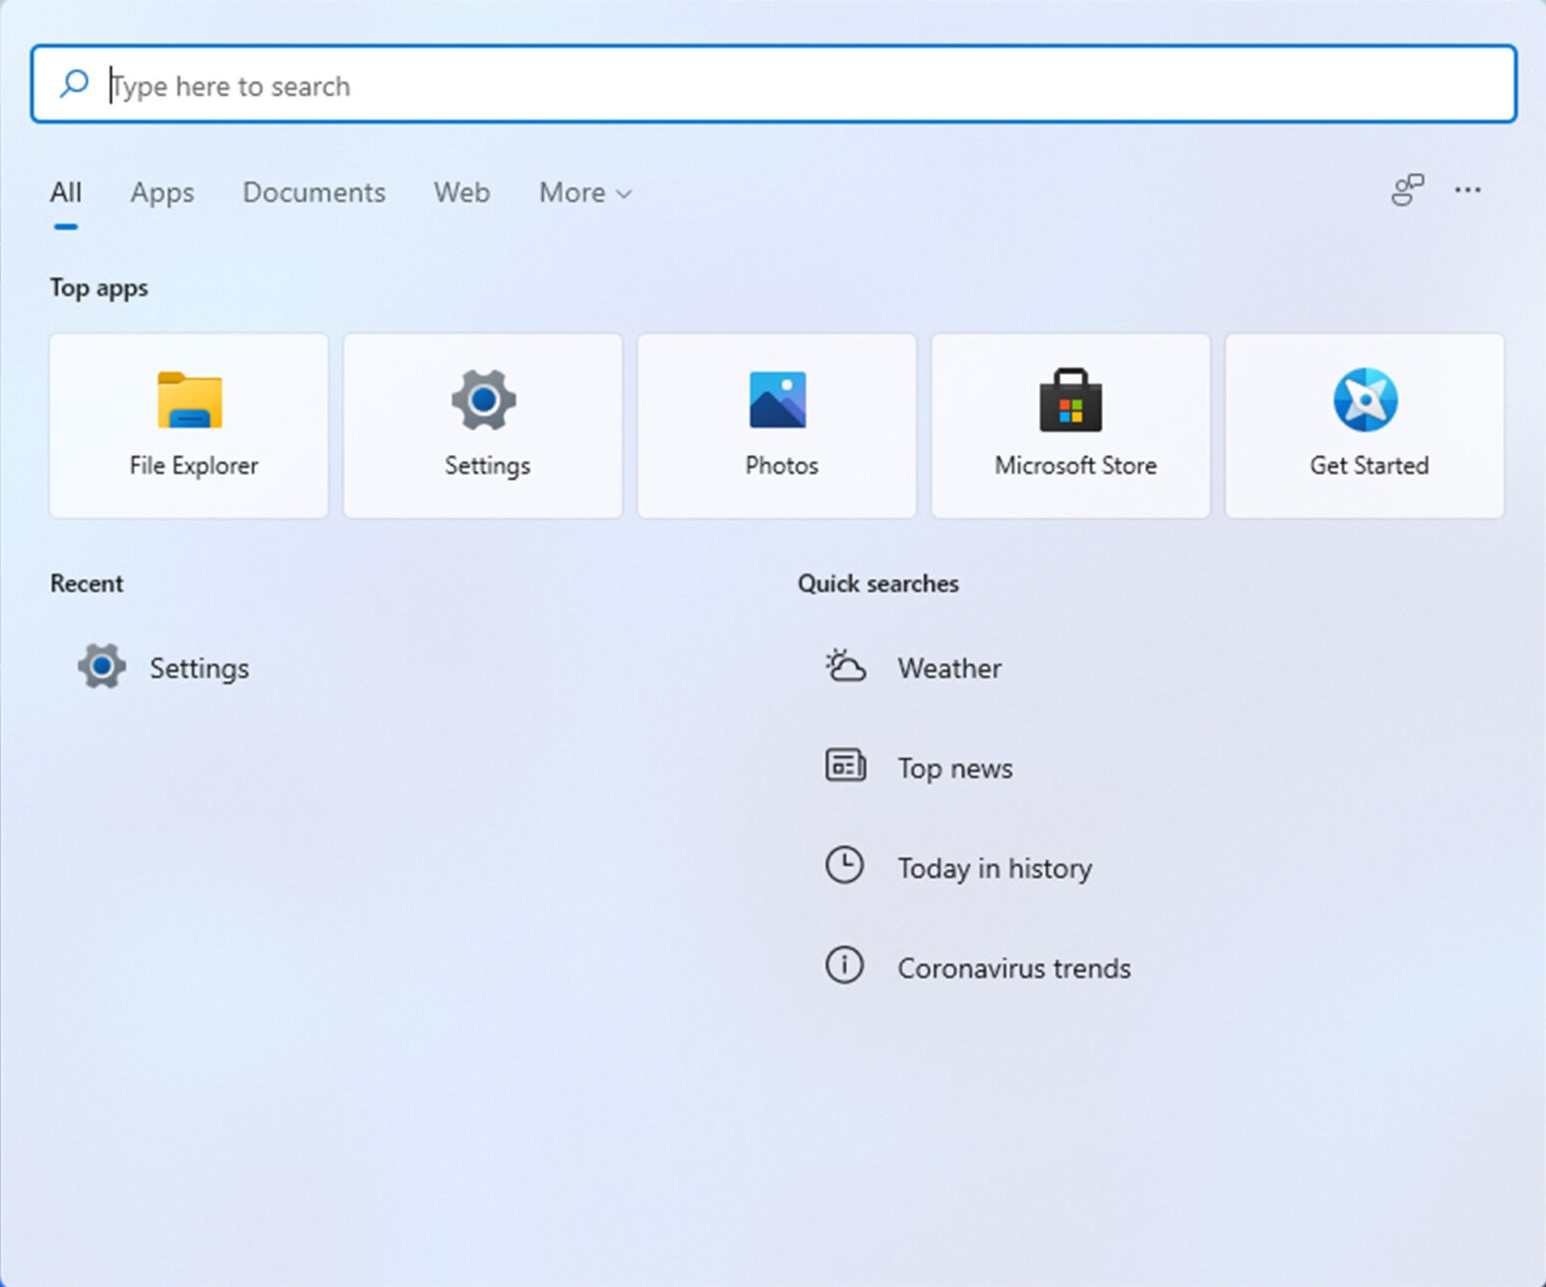 Type here to search
All Apps Documents Web More
Top apps
File Explorer Settings Photos Microsoft Store Get Started
Recent
Settings
Quick searches
Weather
Top news
Today in history
Coronavirus trends